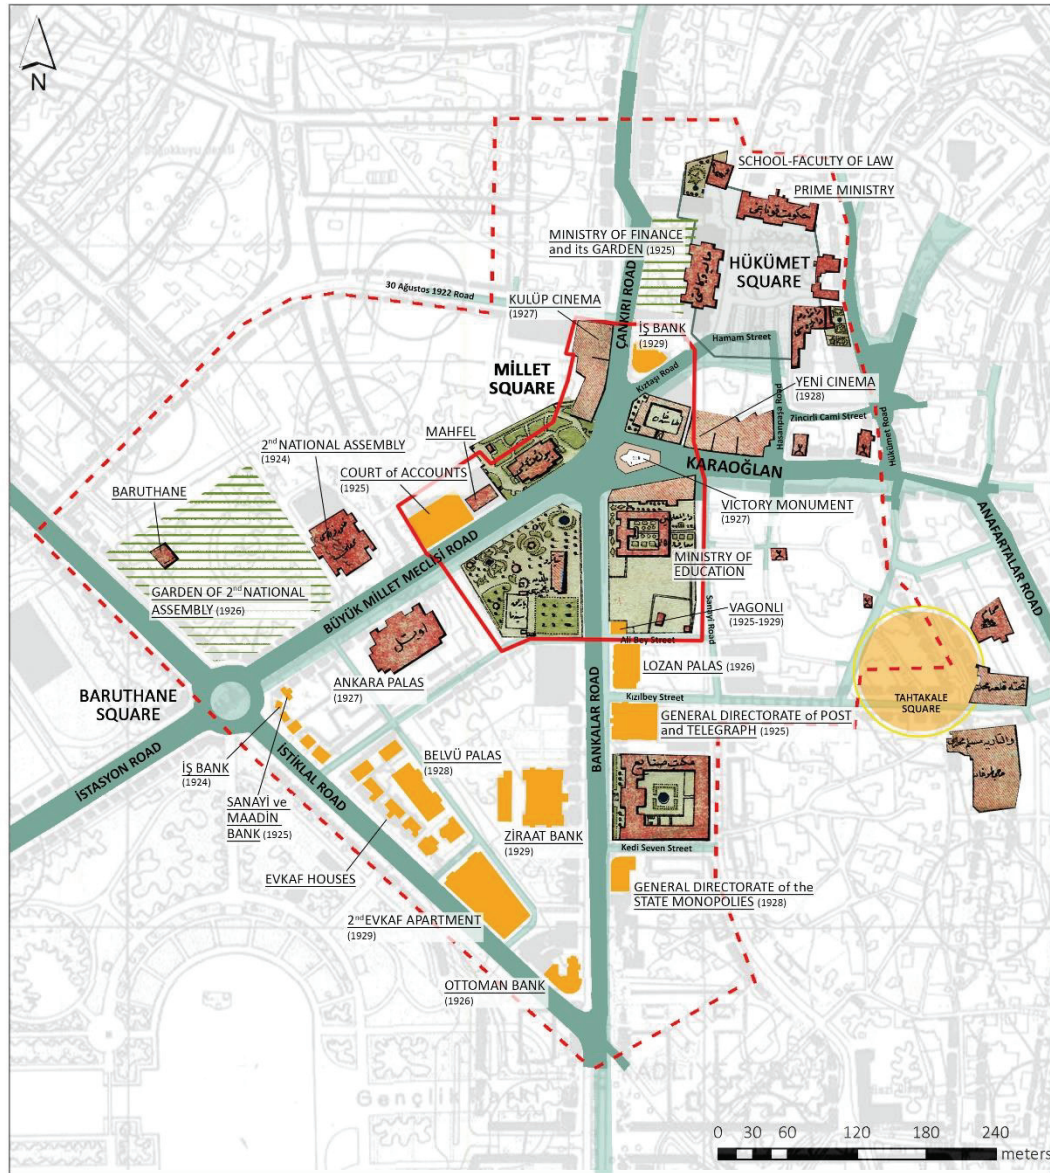 N
SCHOOL-FACULTY OF LAW
PRIME MINISTRY
MINISTRY OF FINANCE
and its GARDEN (1925)
HÜKÜMET
SQUARE
ÇANKIRI ROAD
30 Ağustos 1922 Road
KULÜP CINEMA
(1927)
İŞ BANK
(1929)
Hamam Street
Kıztaşı Road
MİLLET
SQUARE
YENİ CINEMA
(1928)
Hasanpaşa Road
Zincirli Cami Street
Hükümet Road
MAHFEL
2nd NATIONAL ASSEMBLY
(1924)
COURT of ACCOUNTS
(1925)
KARAOĞLAN
BARUTHANE
VICTORY MONUMENT
(1927)
ANAFARTALAR ROAD
BÜYÜK MİLLET MECLİSİ ROAD
MINISTRY OF
EDUCATION
GARDEN OF 2nd NATIONAL
ASSEMBLY (1926)
Sanayi Road
VAGONLI
(1925-1929)
Ali Bey Street
LOZAN PALAS (1926)
ANKARA PALAS
(1927)
BARUTHANE
SQUARE
Kızılbey Street
TAHTAKALE
SQUARE
GENERAL DIRECTORATE of POST
and TELEGRAPH (1925)
BANKALAR ROAD
İSTASYON ROAD
İSTİKLAL ROAD
BELVÜ PALAS
(1928)
İŞ BANK
(1924)
SANAYİ ve
MAADİN
BANK (1925)
ZİRAAT BANK
(1929)
Kedi Seven Street
EVKAF HOUSES
GENERAL DIRECTORATE of the
STATE MONOPOLIES (1928)
2nd EVKAF APARTMENT
(1929)
OTTOMAN BANK
(1926)
Gençlik Parkı
0 30 60 120 180 240
meters